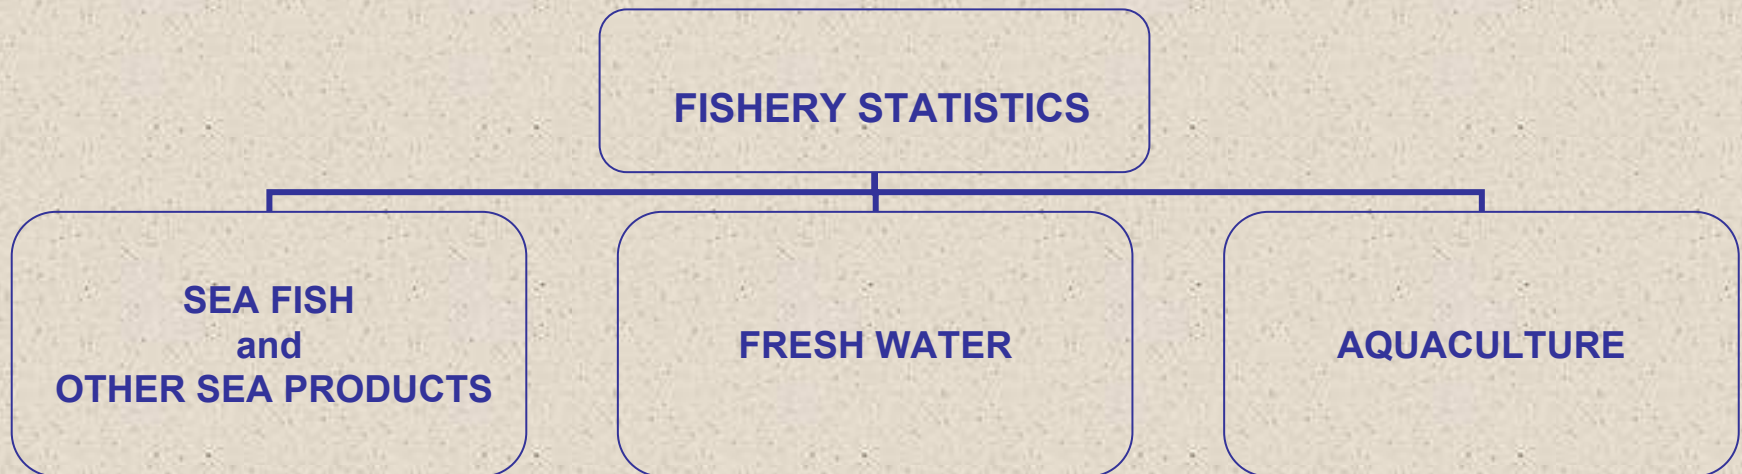 FISHERY STATISTICS
SEA FISH
and
OTHER SEA PRODUCTS
FRESH WATER
AQUACULTURE